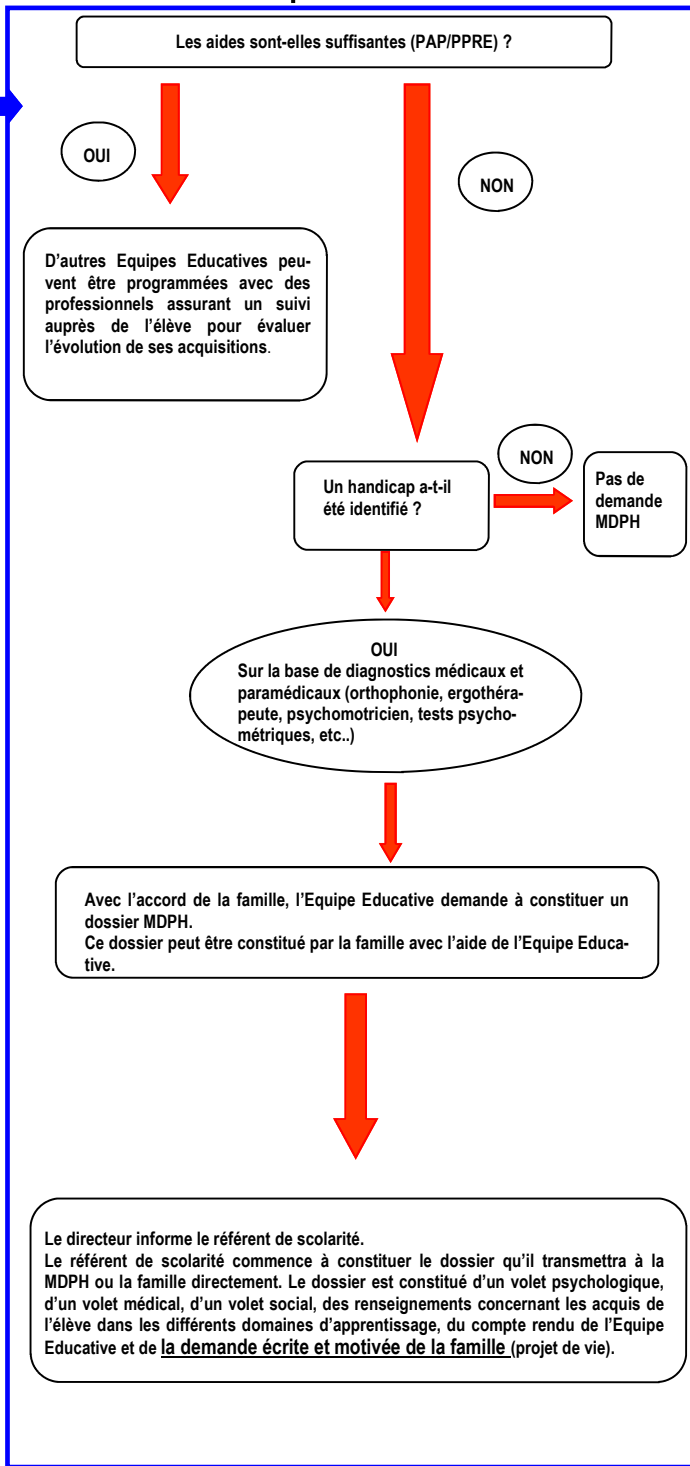 Les aides sont-elles suffisantes (PAP/PPRE) ?
OUI
NON
D'autres Equipes Educatives peu-
vent être programmées avec des
professionnels assurant un suivi
auprès de l'élève pour évaluer
l'évolution de ses acquisitions.
Un handicap a-t-il
été identifié ?
NON
Pas de
demande
MDPH
OUI
Sur la base de diagnostics médicaux et
paramédicaux (orthophonie, ergothéra-
peute, psychomotricien, tests psycho-
métriques, etc..)
Avec l'accord de la famille, l'Equipe Educative demande à constituer un
dossier MDPH.
Ce dossier peut être constitué par la famille avec l'aide de l'Equipe Educa-
tive.
Le directeur informe le référent de scolarité.
Le référent de scolarité commence à constituer le dossier qu'il transmettra à la
MDPH ou la famille directement. Le dossier est constitué d'un volet psychologique,
d'un volet médical, d'un volet social, des renseignements concernant les acquis de
l'élève dans les différents domaines d'apprentissage, du compte rendu de l'Equipe
Educative et de la demande écrite et motivée de la famille (projet de vie).